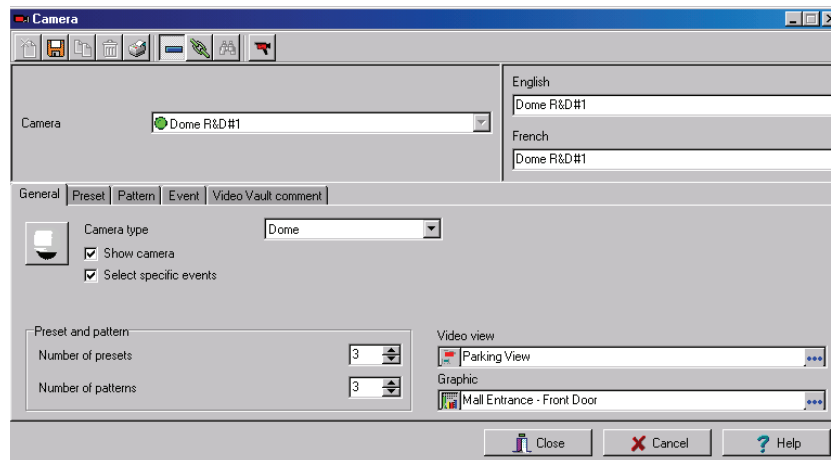 Camera
English
Dome R&D#1
Camera
Dome R&D#1
French
Dome R&D#1
General Preset Pattern Event Video Vault comment
Camera type Dome
Show camera
Select specific events
Preset and pattern
Number of presets 3
Number of patterns 3
Video view
Parking View
Graphic
Mall Entrance - Front Door
Close Cancel ? Help